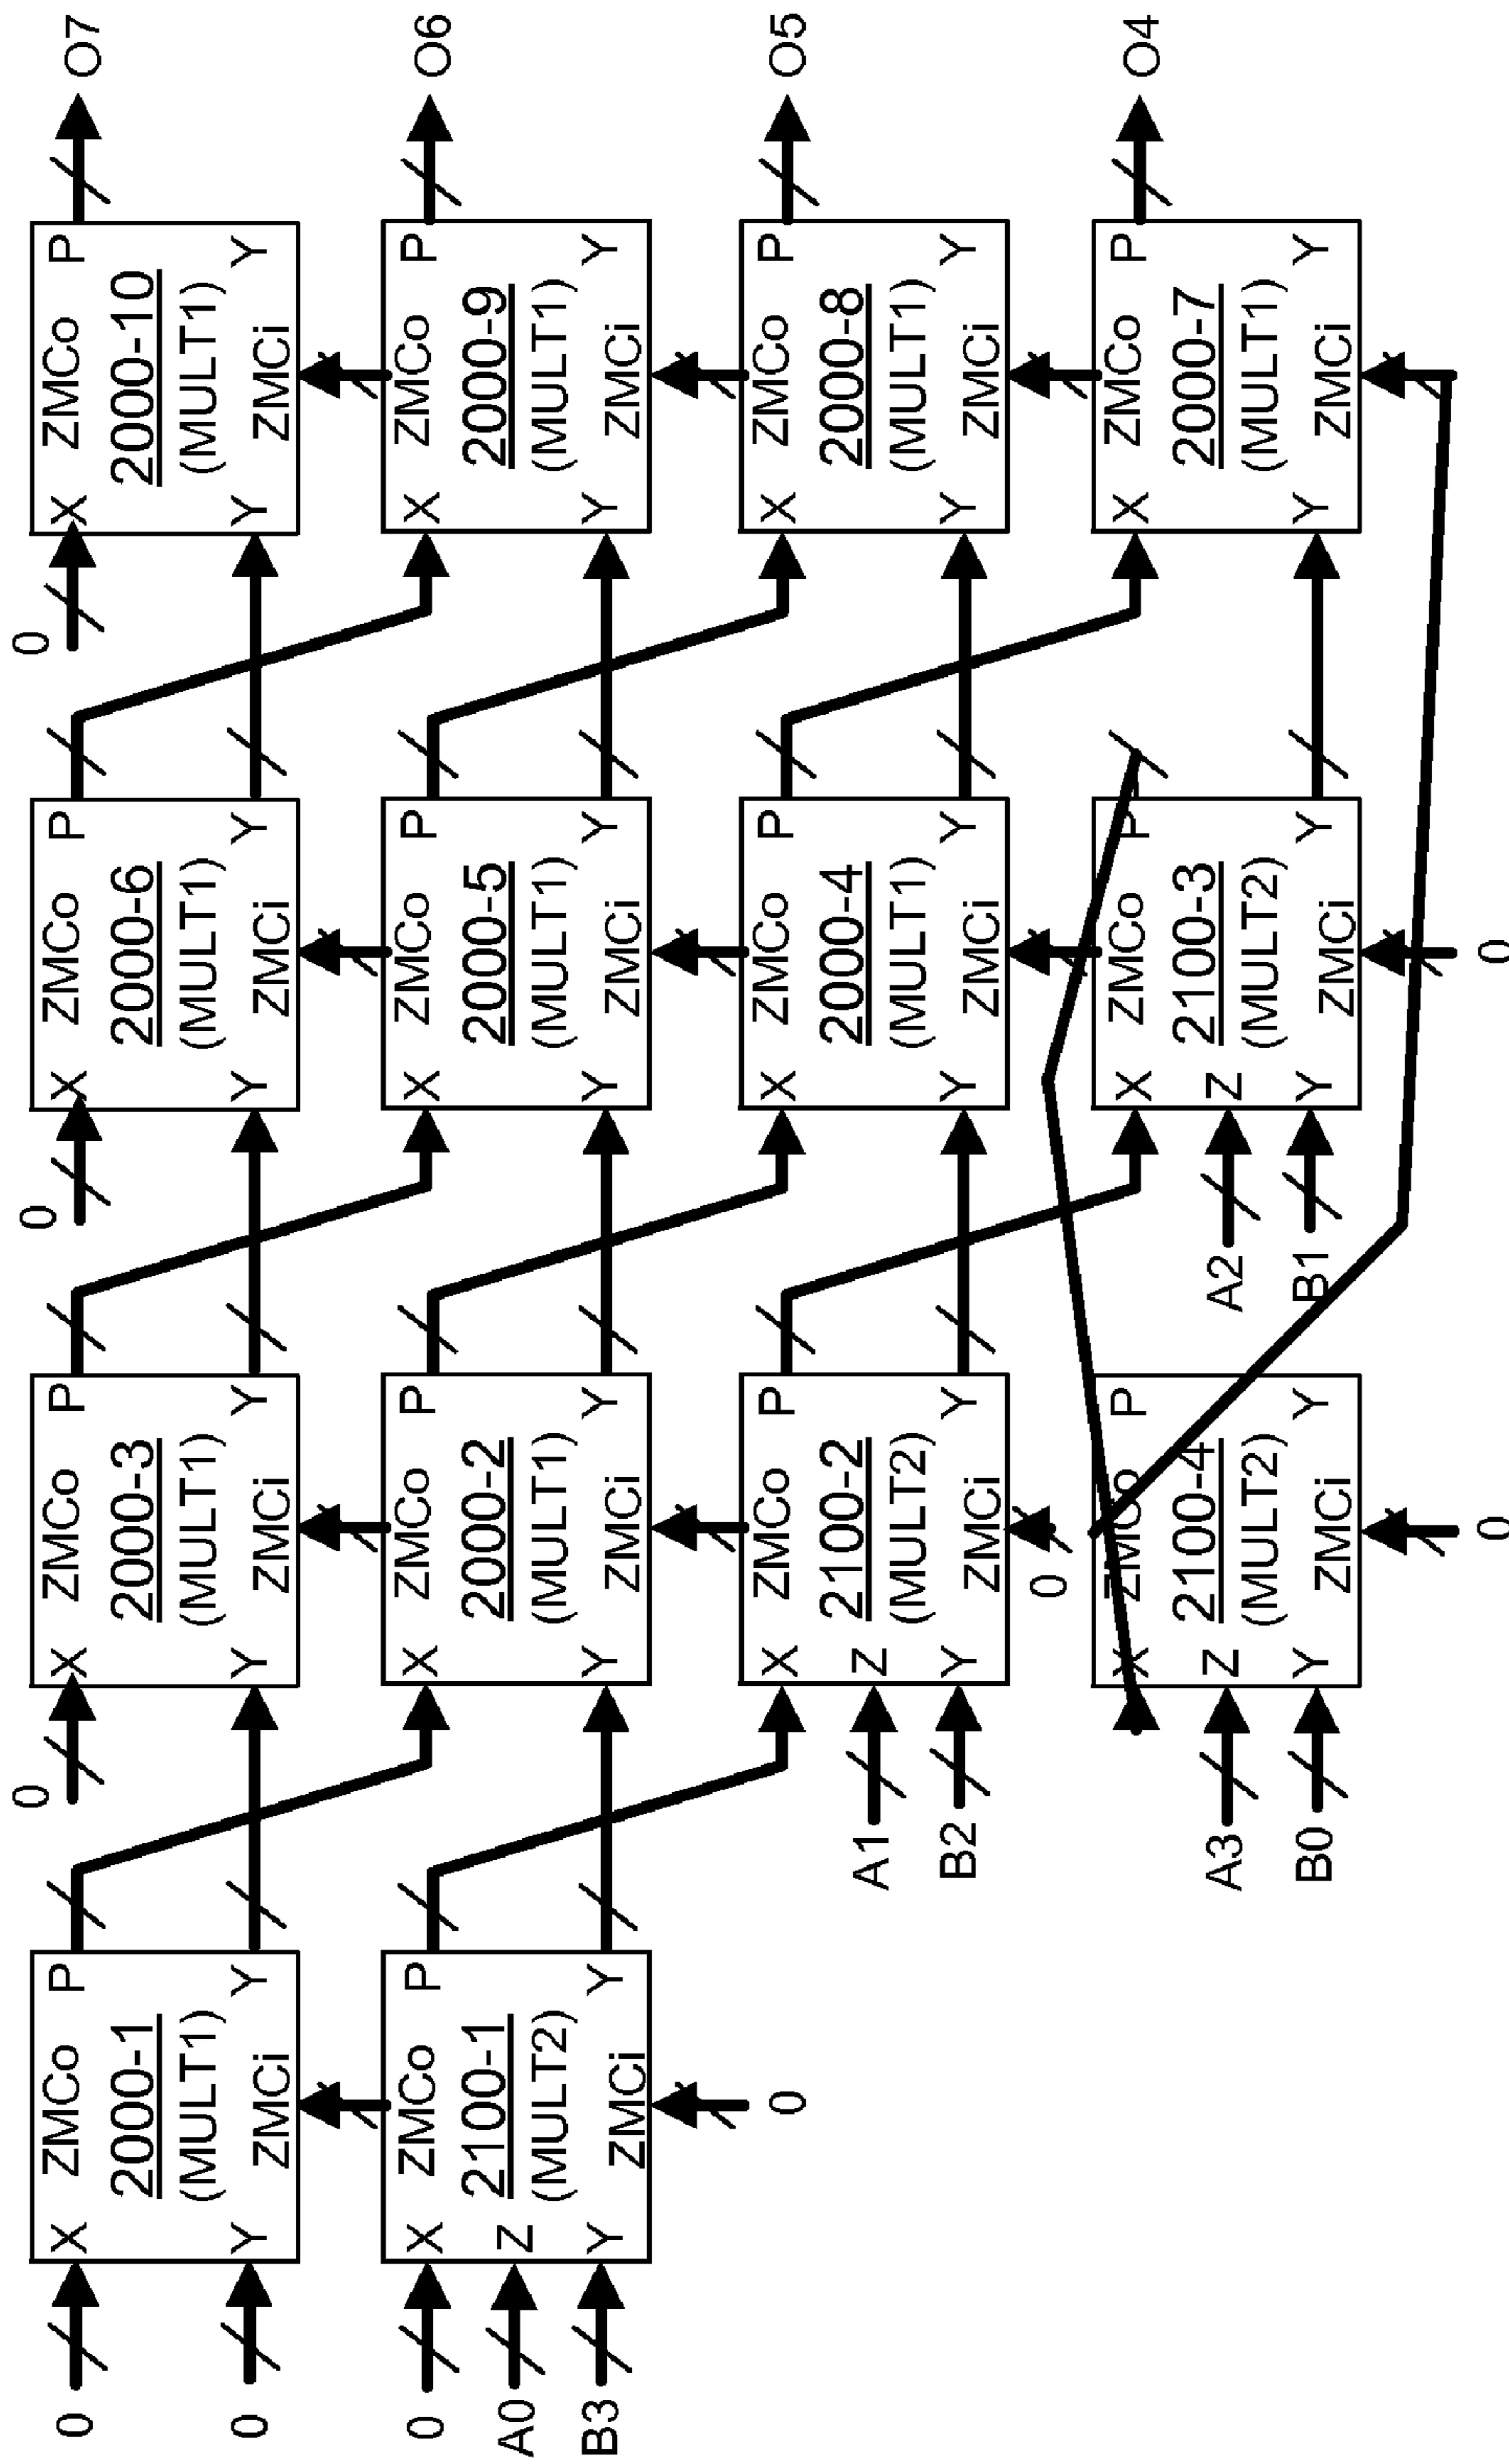 0
X ZMCo P
2000-1
(MULT1)
0
Y ZMCi Y
0
X ZMCo P
2000-3
(MULT1)
Y ZMCi Y
0
X ZMCo P
2000-6
(MULT1)
Y ZMCi Y
0
X ZMCo P
2000-10
(MULT1)
Y ZMCi Y
O7
0
A0
B3
X ZMCo P
Z 2100-1
(MULT2)
Y ZMCi Y
0
X ZMCo P
2000-2
(MULT1)
Y ZMCi Y
X ZMCo P
2000-5
(MULT1)
Y ZMCi Y
X ZMCo P
2000-9
(MULT1)
Y ZMCi Y
O6
A1
B2
X ZMCo P
Z 2100-2
(MULT2)
Y ZMCi Y
0
X ZMCo P
2000-4
(MULT1)
Y ZMCi Y
X ZMCo P
2000-8
(MULT1)
Y ZMCi Y
O5
A3
B0
X ZMCo P
Z 2100-4
(MULT2)
Y ZMCi Y
0
A2
B1
X ZMCo P
Z 2100-3
(MULT2)
Y ZMCi Y
0
X ZMCo P
2000-7
(MULT1)
Y ZMCi Y
O4